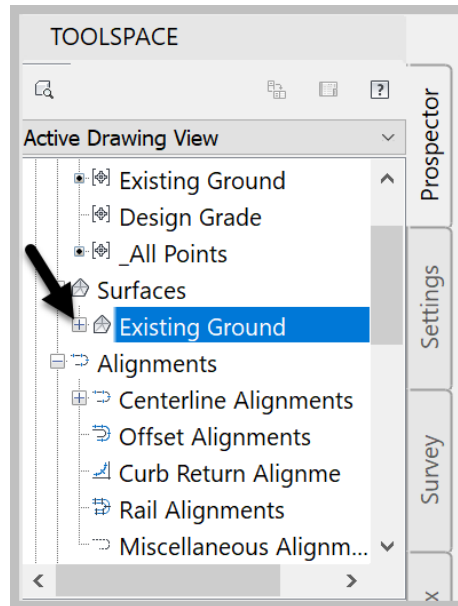 TOOLSPACE
Active Drawing View
Existing Ground
Design Grade
_All Points
Surfaces
Existing Ground
Alignments
Centerline Alignments
Offset Alignments
Curb Return Alignme
Rail Alignments
Miscellaneous Alignm...
Prospector
Settings
Survey